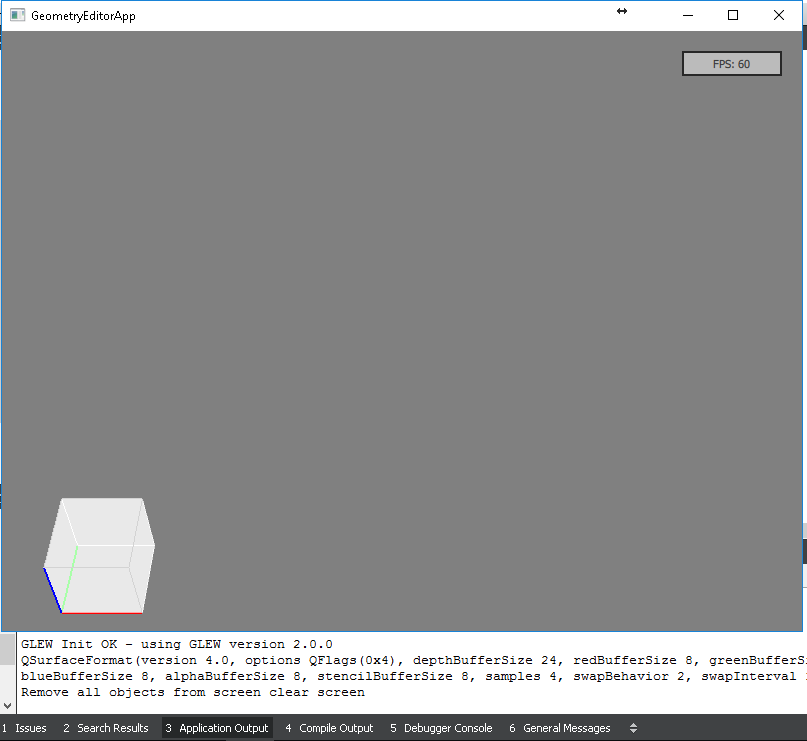 GeometryEditorApp
FPS: 60
GLEW Init OK - using GLEW version 2.0.0
QSurfaceFormat(version 4.0, options QFlags(0x4), depthBufferSize 24, redBufferSize 8, greenBufferS
blueBufferSize 8, alphaBufferSize 8, stencilBufferSize 8, samples 4, swapBehavior 2, swapInterval
Remove all objects from screen clear screen
1 Issues 2 Search Results 3 Application Output 4 Compile Output 5 Debugger Console 6 General Messages